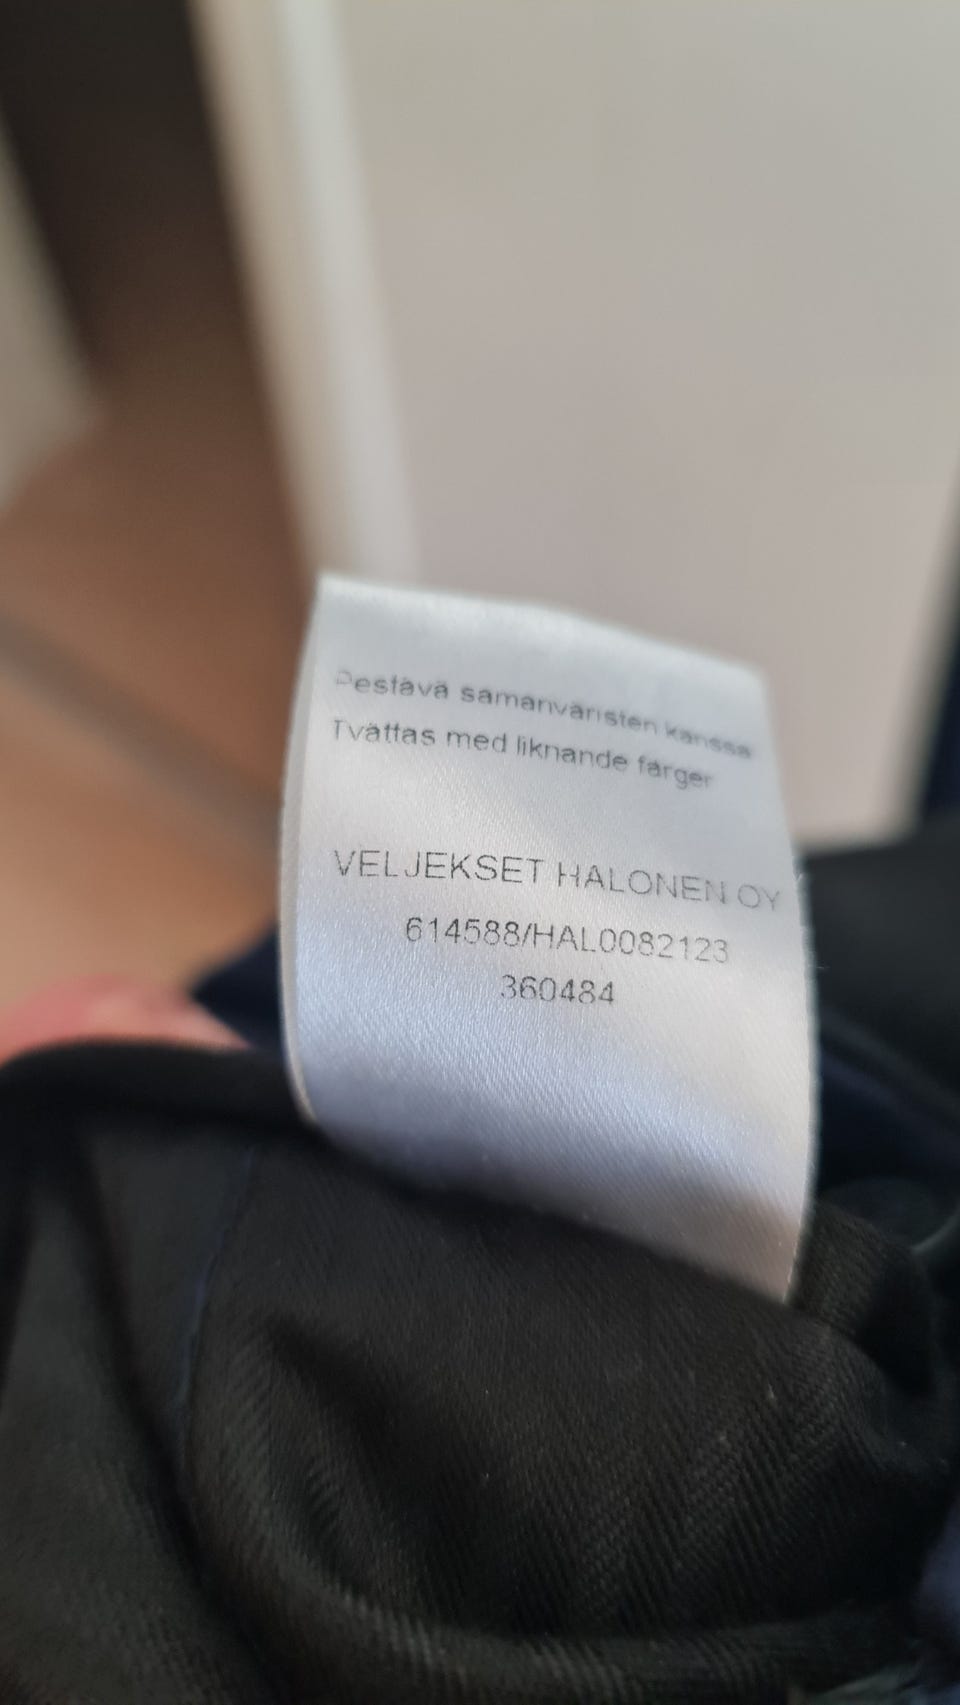 Pestävä samanväristen kanssa
Tvättas med liknande färger
VELJEKSET HALONEN OY
614588/HAL0082123
360484